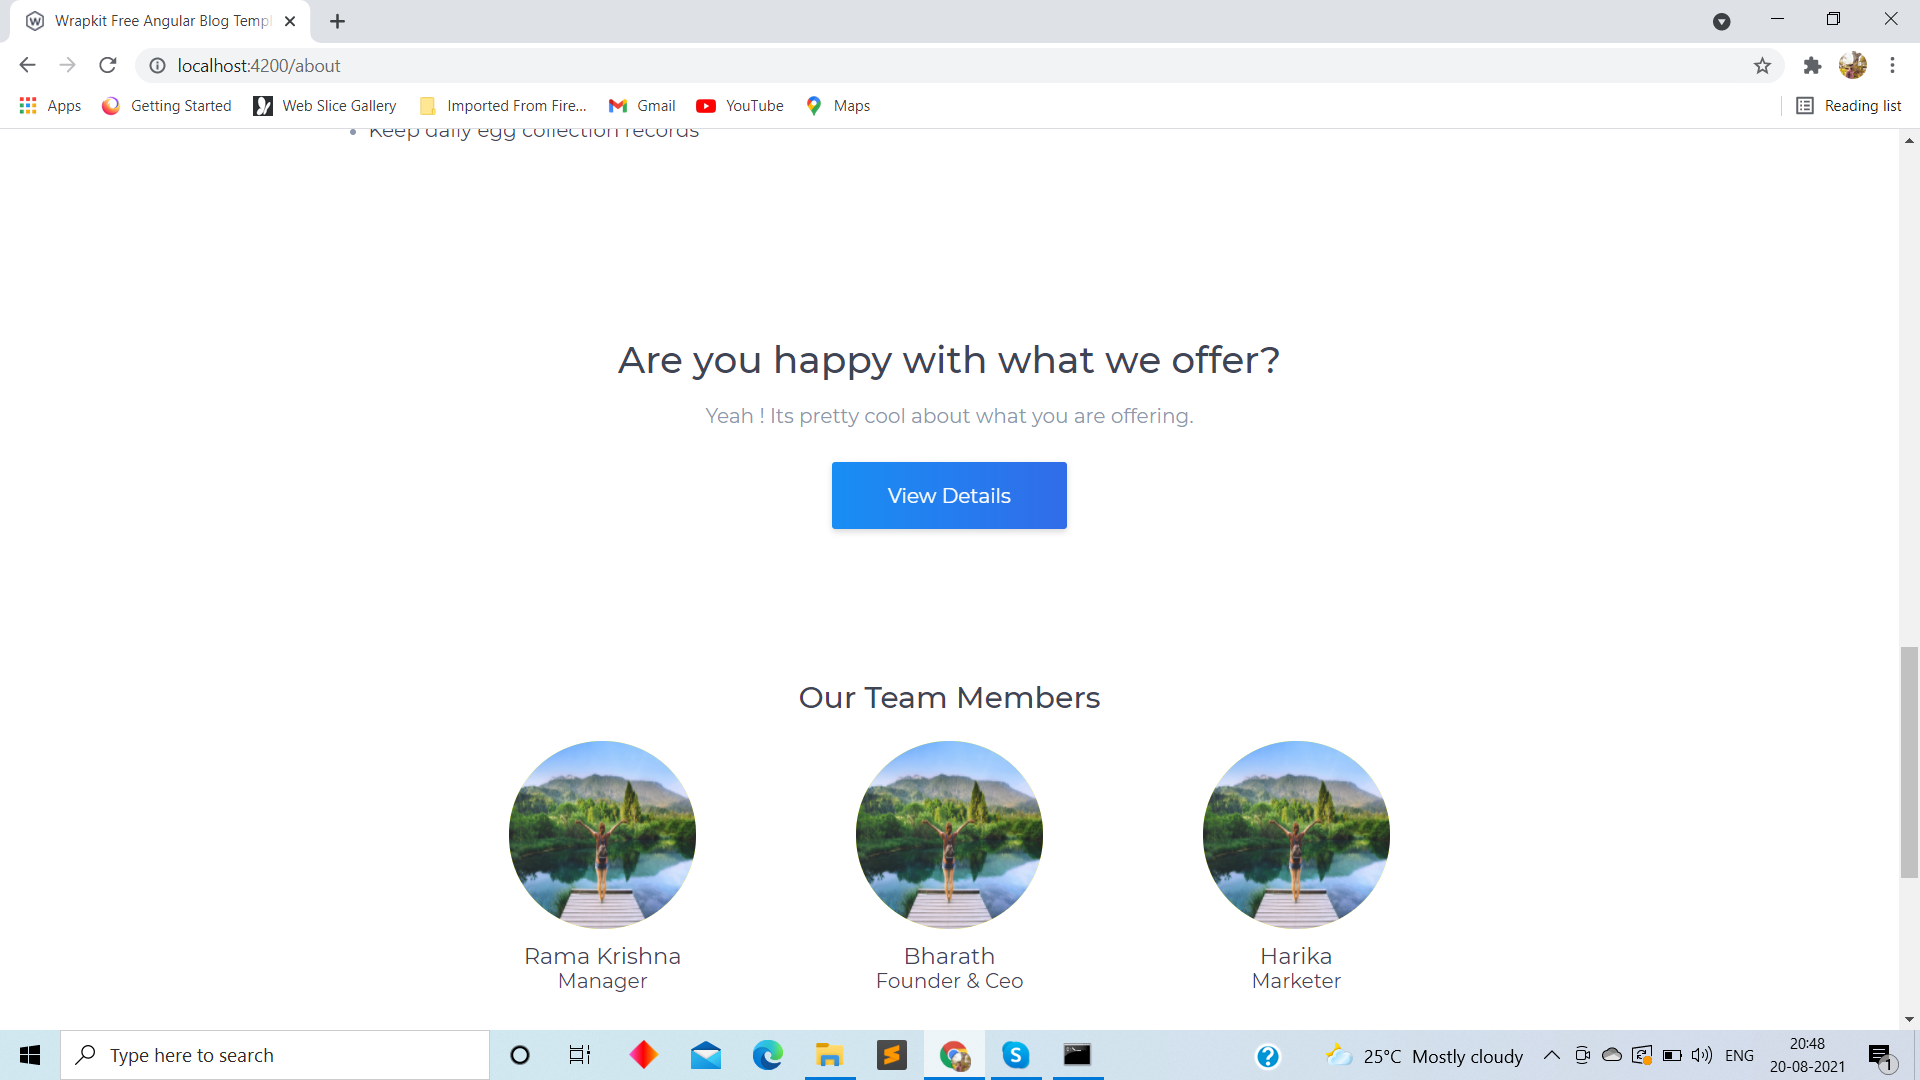 Wrapkit Free Angular Blog Templ
localhost:4200/about
Apps Getting Started Web Slice Gallery Imported From Fire... Gmail YouTube Maps Reading list
Keep daily egg collection records
Are you happy with what we offer?
Yeah ! Its pretty cool about what you are offering.
View Details
Our Team Members
Rama Krishna Bharath Harika
Manager Founder & Ceo Marketer
Type here to search
25°C Mostly cloudy
ENG
20:48
20-08-2021
1